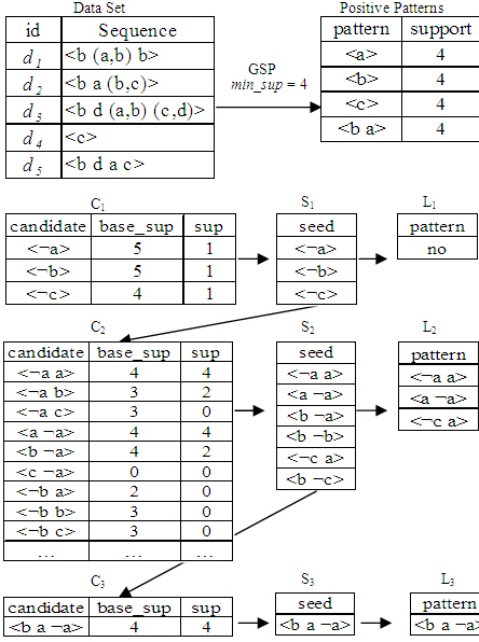 Data Set
Positive Patterns
id Sequence
d1 <b (a,b) b>
d2 <b a (b,c)>
d3 <b d (a,b) (c,d)>
d4 <c>
d5 <b d a c>
GSP
min_sup = 4
pattern support
<a> 4
<b> 4
<c> 4
<b a> 4
C1
candidate base_sup sup
<¬a> 5 1
<¬b> 5 1
<¬c> 4 1
S1
seed
<¬a>
<¬b>
<¬c>
L1
pattern
no
C2
candidate base_sup sup
<¬a a> 4 4
<¬a b> 3 2
<¬a c> 3 0
<a ¬a> 4 4
<b ¬a> 4 2
<c ¬a> 0 0
<¬b a> 2 0
<¬b b> 3 0
<¬b c> 3 0
... ... ...
S2
seed
<¬a a>
<a ¬a>
<b ¬a>
<b ¬b>
<¬c a>
<b ¬c>
L2
pattern
<¬a a>
<a ¬a>
<¬c a>
C3
candidate base_sup sup
<b a ¬a> 4 4
S3
seed
<b a ¬a>
L3
pattern
<b a ¬a>